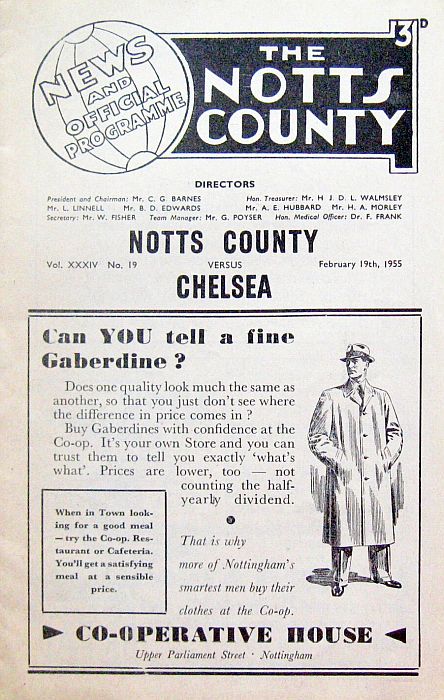 3D
NEWS
AND
OFFICIAL
PROGRAMME
THE
NOTTS
COUNTY
DIRECTORS
President and Chairman: Mr. C. G. BARNES Hon. Treasurer: Mr. H J. D. L. WALMSLEY
Mr. L. LINNELL Mr. B. D. EDWARDS Mr. A. E. HUBBARD Mr. H. A. MORLEY
Secretary: Mr. W. FISHER Team Manager: Mr. G. POYSER Hon. Medical Officer: Dr. F. FRANK
NOTTS COUNTY
Vol. XXXIV No. 19 VERSUS February 19th, 1955
CHELSEA
Can YOU tell a fine
Gaberdine ?
Does one quality look much the same as
another, so that you just don't see where
the difference in price comes in ?
Buy Gaberdines with confidence at the
Co-op. It's your own Store and you can
trust them to tell you exactly 'what's
what'. Prices are lower, too — not
counting the half-
yearly dividend.
When in Town look-
ing for a good meal
— try the Co-op. Res-
taurant or Cafeteria.
You'll get a satisfying
meal at a sensible
price.
That is why
more of Nottingham's
smartest men buy their
clothes at the Co-op.
CO-OPERATIVE HOUSE
Upper Parliament Street · Nottingham